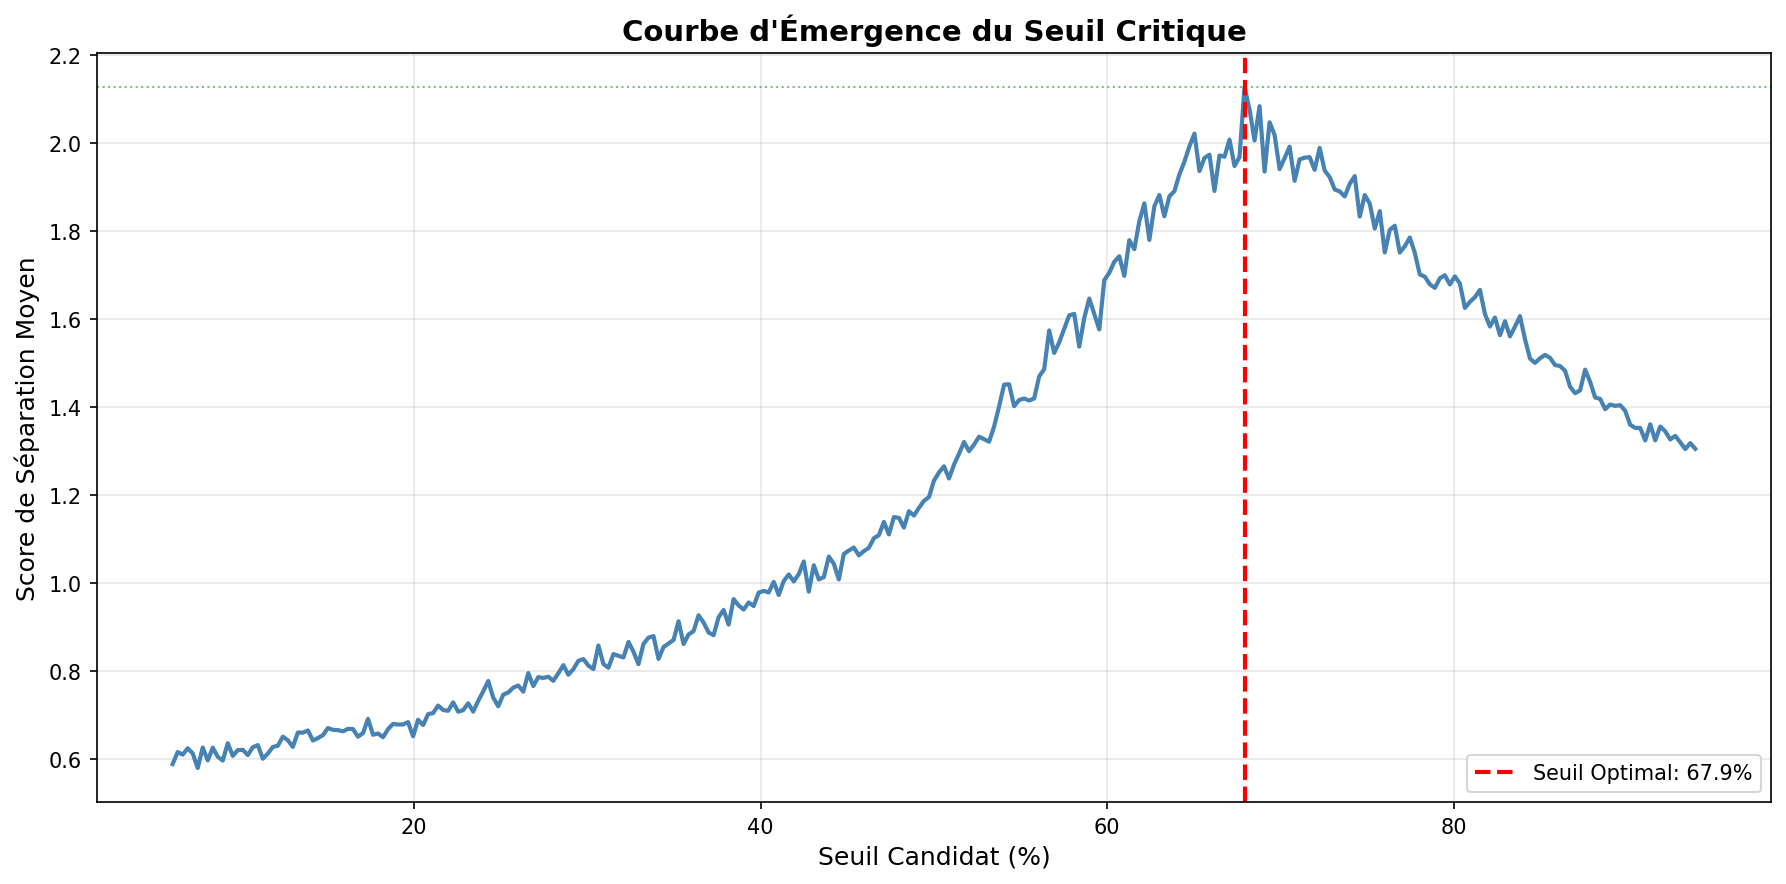 Courbe d'Émergence du Seuil Critique
Score de Séparation Moyen
2.2
2.0
1.8
1.6
1.4
1.2
1.0
0.8
0.6
Seuil Optimal: 67.9%
20 40 60 80
Seuil Candidat (%)